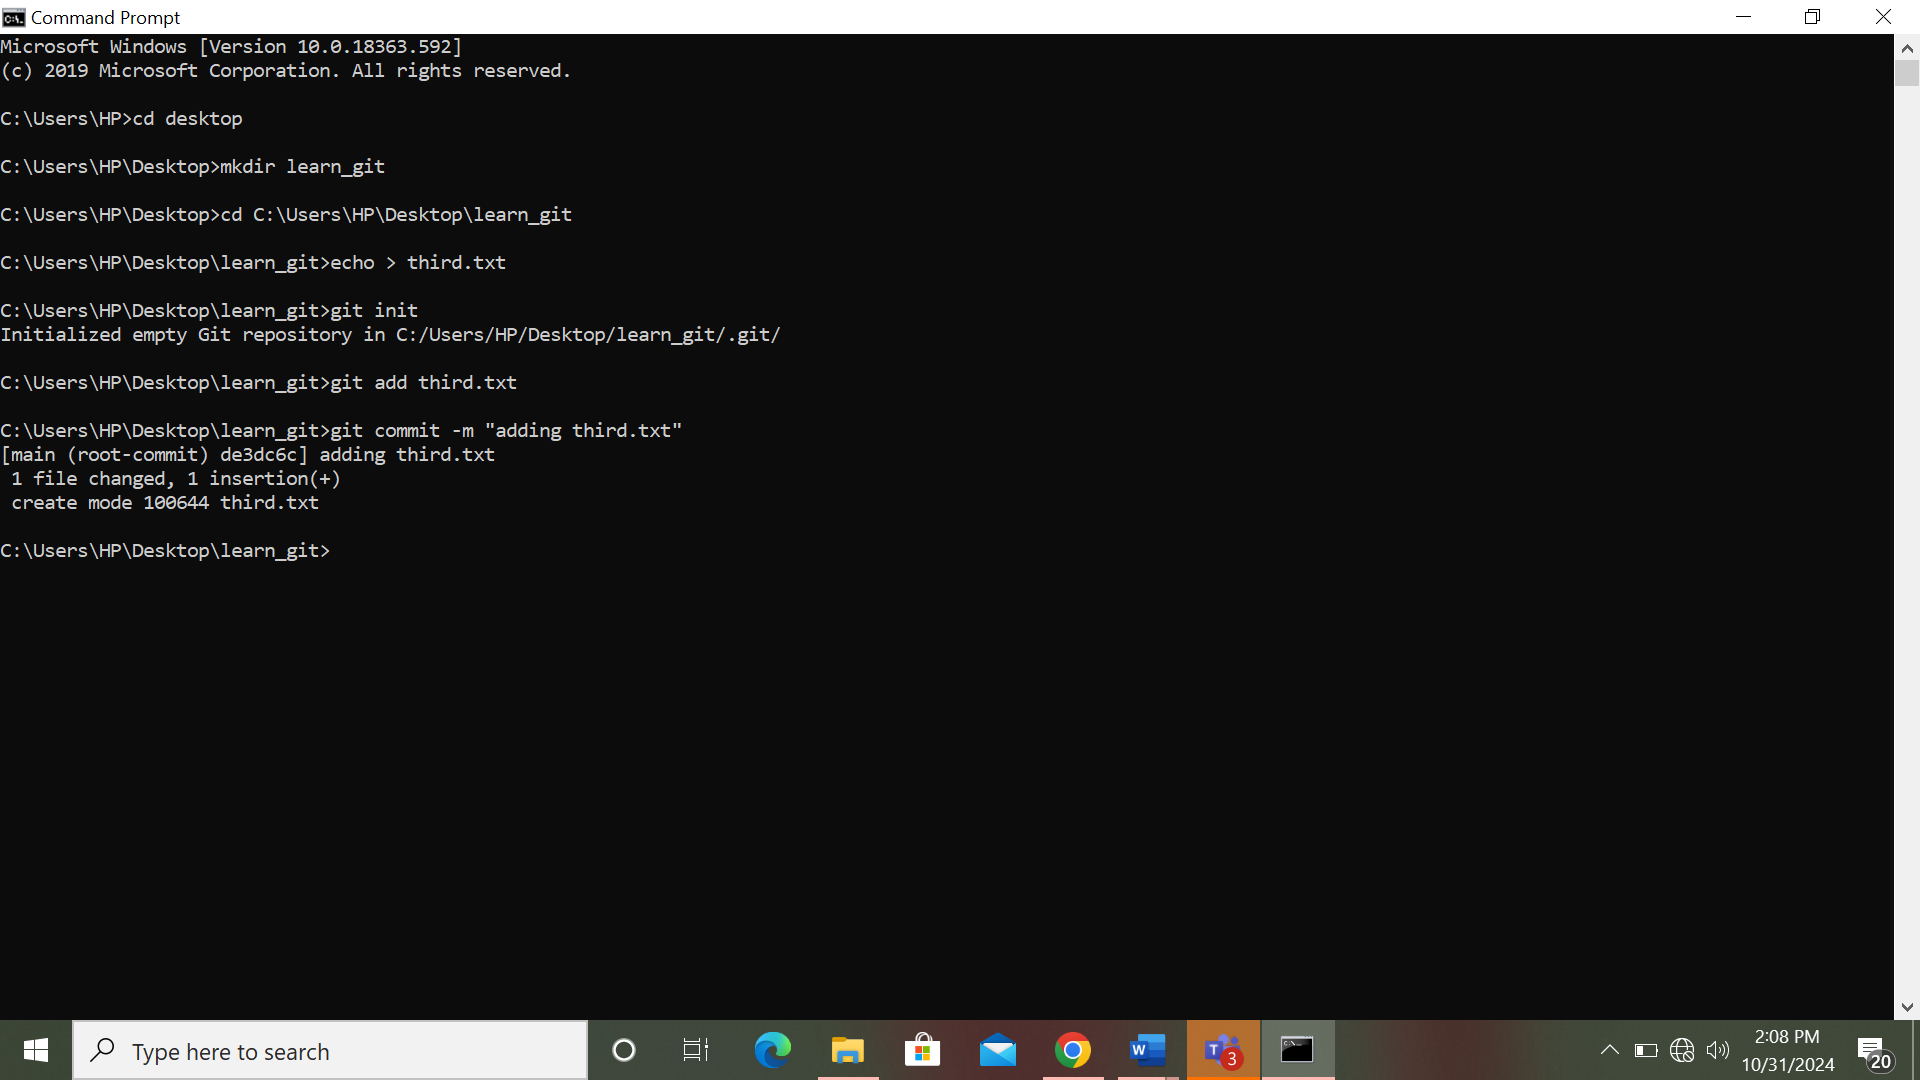 Command Prompt
Microsoft Windows [Version 10.0.18363.592]
(c) 2019 Microsoft Corporation. All rights reserved.
C:\Users\HP>cd desktop
C:\Users\HP\Desktop>mkdir learn_git
C:\Users\HP\Desktop>cd C:\Users\HP\Desktop\learn_git
C:\Users\HP\Desktop\learn_git>echo > third.txt
C:\Users\HP\Desktop\learn_git>git init
Initialized empty Git repository in C:/Users/HP/Desktop/learn_git/.git/
C:\Users\HP\Desktop\learn_git>git add third.txt
C:\Users\HP\Desktop\learn_git>git commit -m "adding third.txt"
[main (root-commit) de3dc6c] adding third.txt
 1 file changed, 1 insertion(+)
 create mode 100644 third.txt
C:\Users\HP\Desktop\learn_git>
Type here to search
W
T
3
2:08 PM
10/31/2024
20